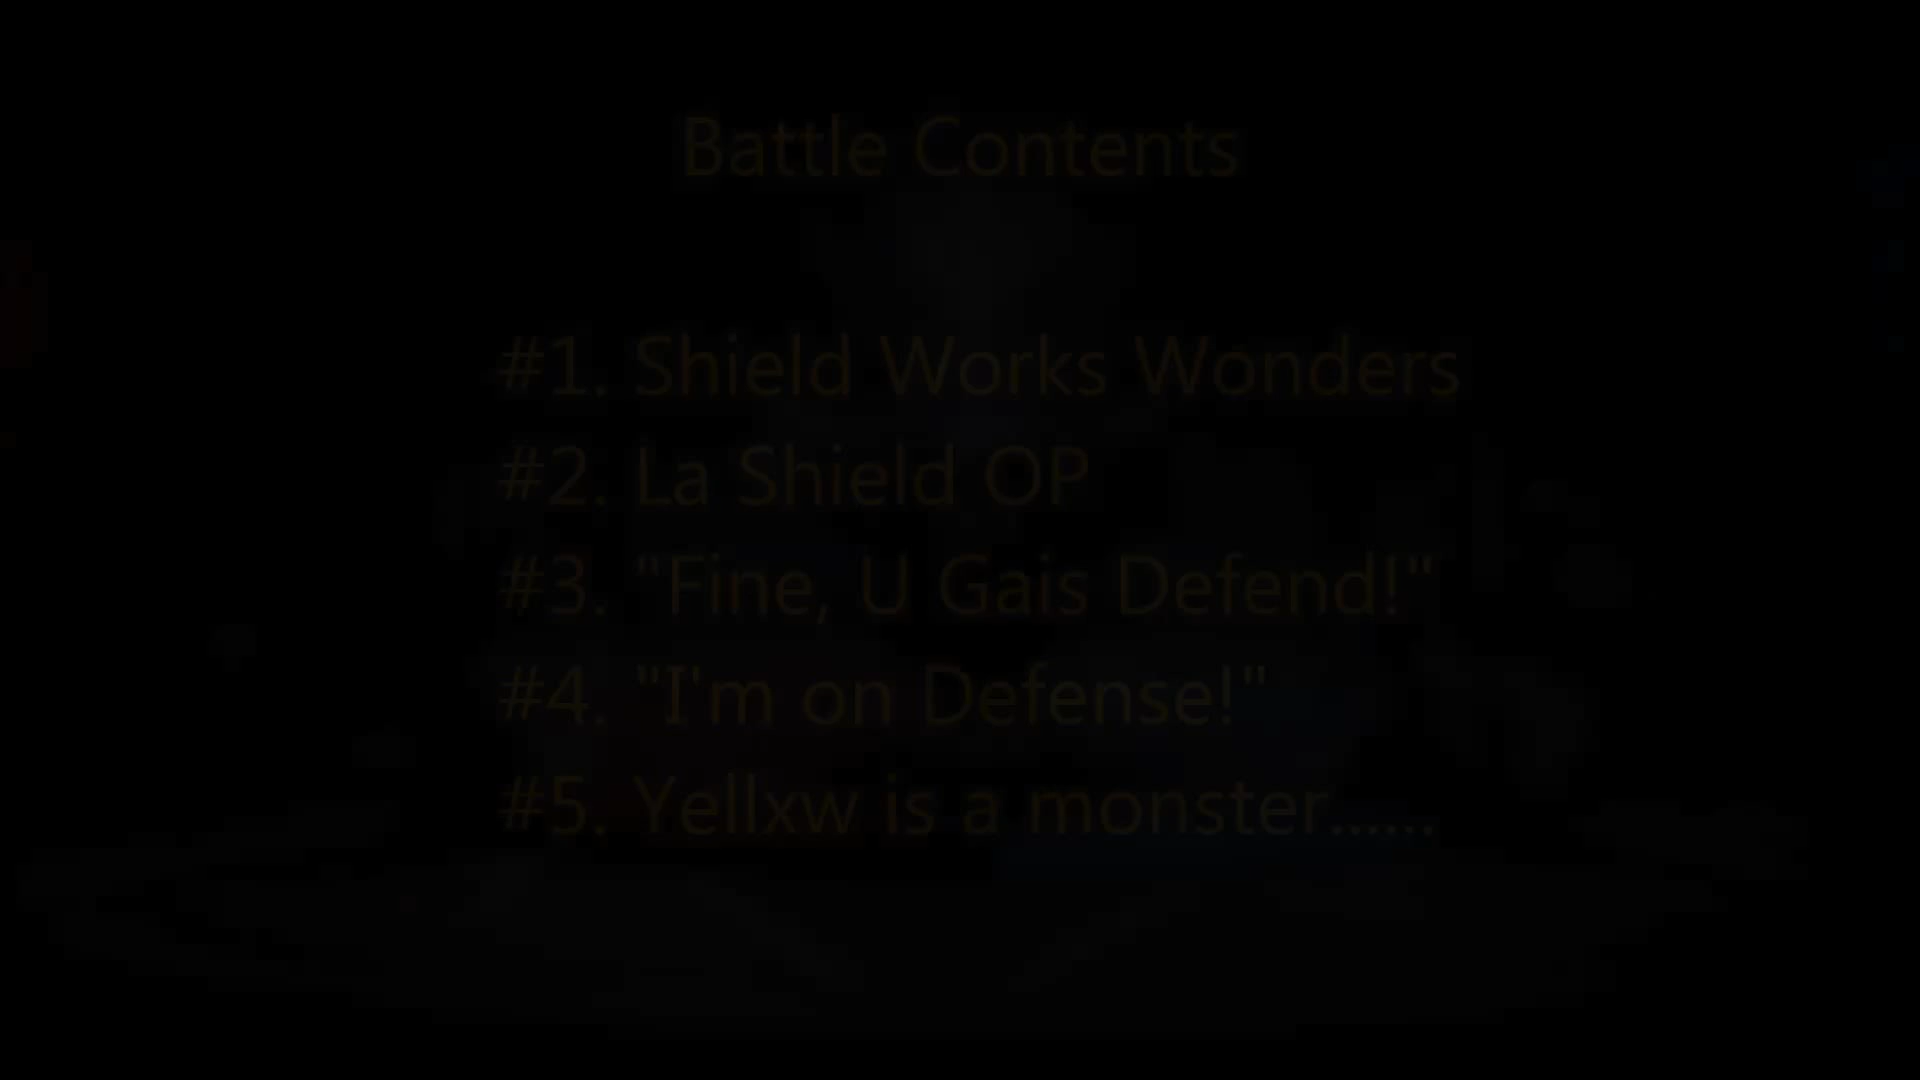 Battle Contents
#1. Shield Works Wonders
#2. La Shield OP
#3. "Fine, U Gais Defend!"
#4. "I'm on Defense!"
#5. Yellxw is a monster......